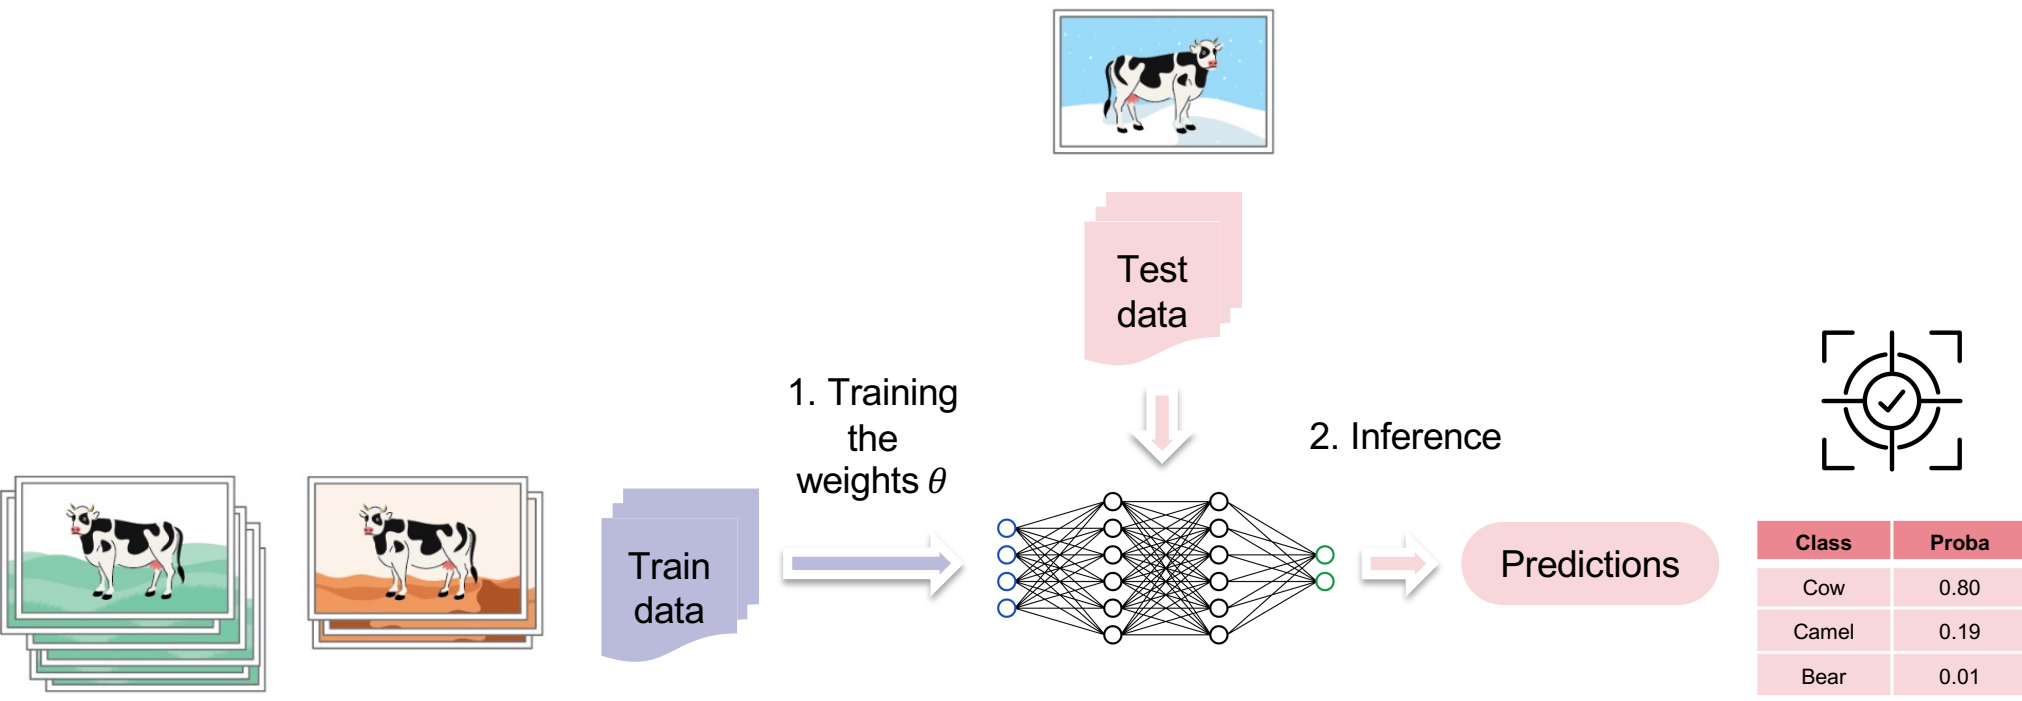 Test
data
1. Training
the
weights θ
2. Inference
Train
data
Predictions
Class Proba
Cow 0.80
Camel 0.19
Bear 0.01